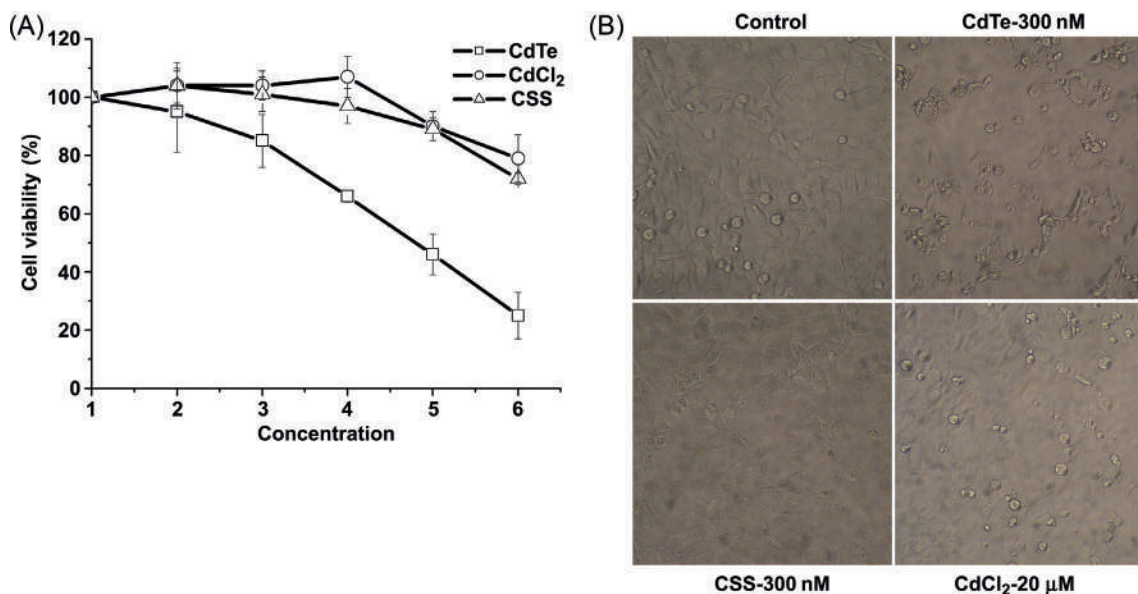 (A)
120
100
80
60
40
20
0
Cell viability (%)
1 2 3 4 5 6
Concentration
CdTe
CdCl₂
CSS
(B)
Control
CdTe-300 nM
CSS-300 nM
CdCl₂-20 μM